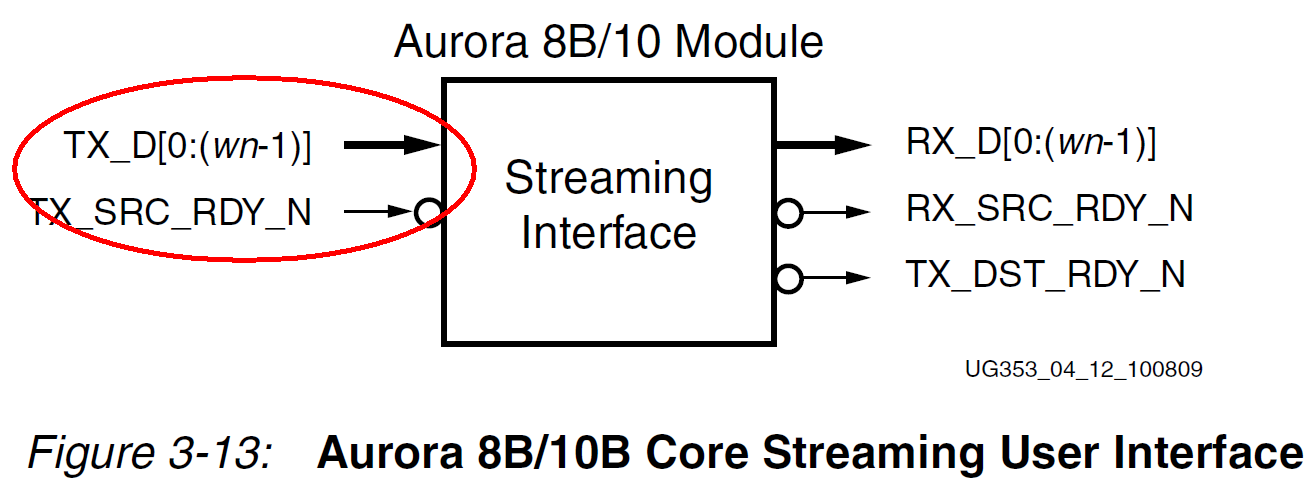 Aurora 8B/10 Module
TX_D[0:(wn-1)]
TX_SRC_RDY_N
Streaming
Interface
RX_D[0:(wn-1)]
RX_SRC_RDY_N
TX_DST_RDY_N
UG353_04_12_100809
Figure 3-13: Aurora 8B/10B Core Streaming User Interface